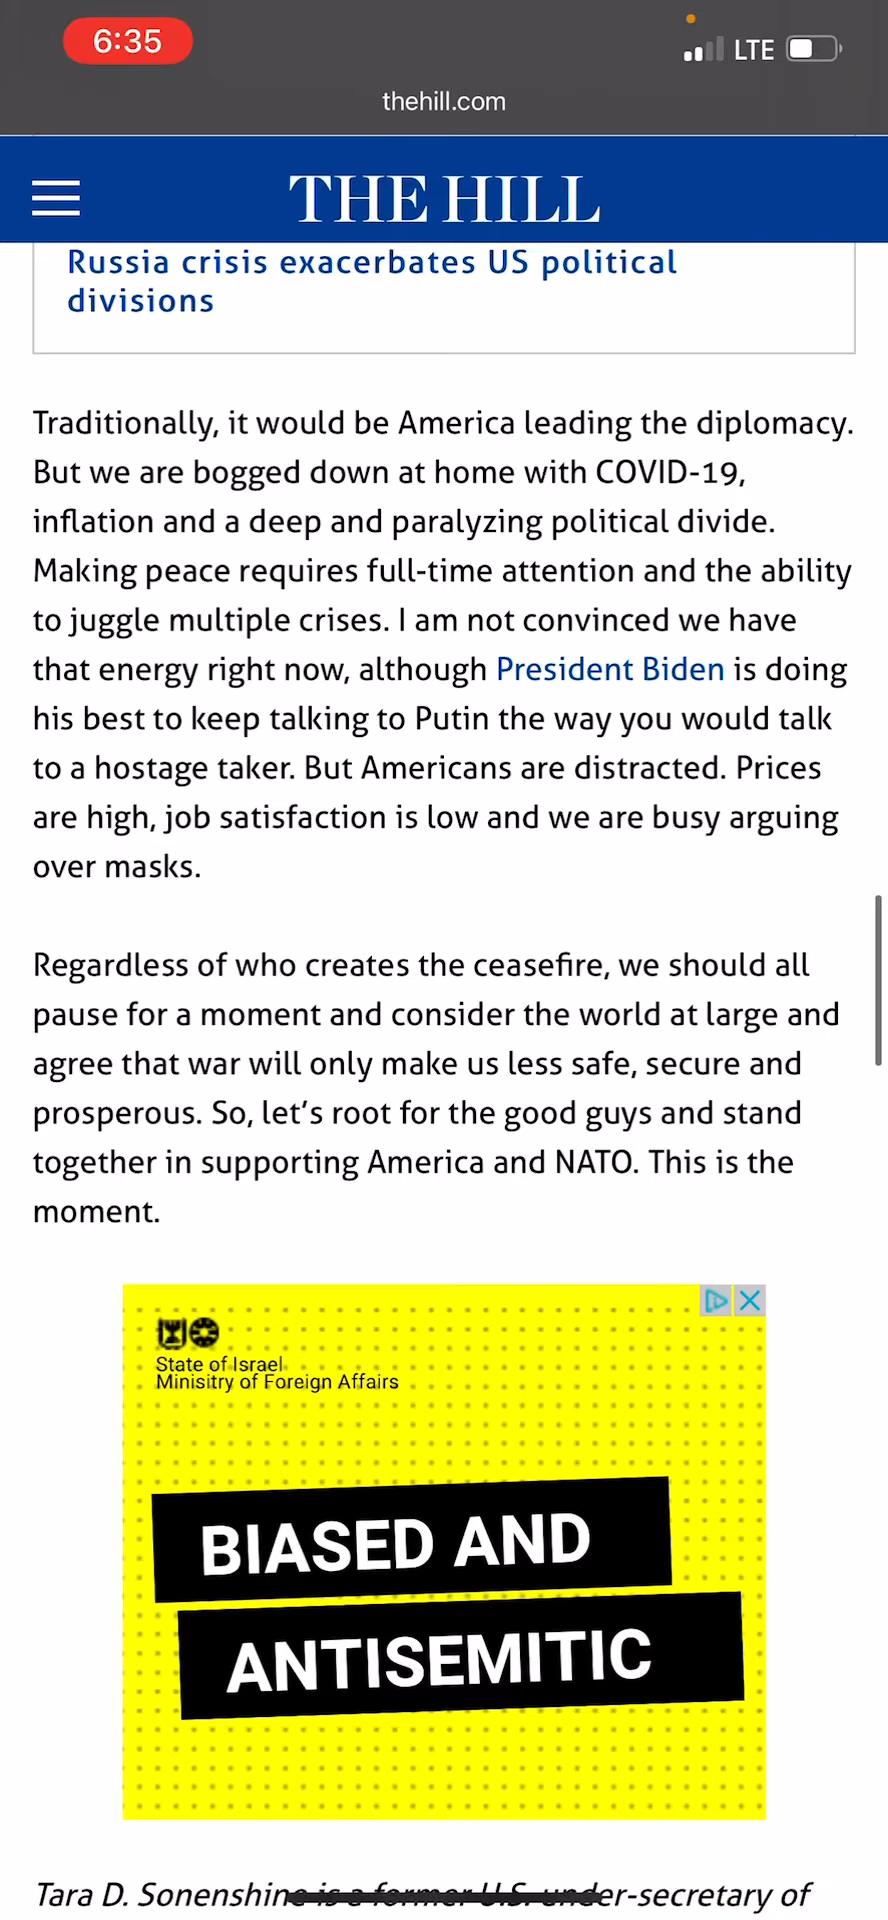 6:35
LTE
thehill.com
THE HILL
Russia crisis exacerbates US political
divisions
Traditionally, it would be America leading the diplomacy.
But we are bogged down at home with COVID-19,
inflation and a deep and paralyzing political divide.
Making peace requires full-time attention and the ability
to juggle multiple crises. I am not convinced we have
that energy right now, although President Biden is doing
his best to keep talking to Putin the way you would talk
to a hostage taker. But Americans are distracted. Prices
are high, job satisfaction is low and we are busy arguing
over masks.
Regardless of who creates the ceasefire, we should all
pause for a moment and consider the world at large and
agree that war will only make us less safe, secure and
prosperous. So, let’s root for the good guys and stand
together in supporting America and NATO. This is the
moment.
State of Israel
Minisitry of Foreign Affairs
BIASED AND
ANTISEMITIC
Tara D. Sonenshine is a former U.S. under-secretary of